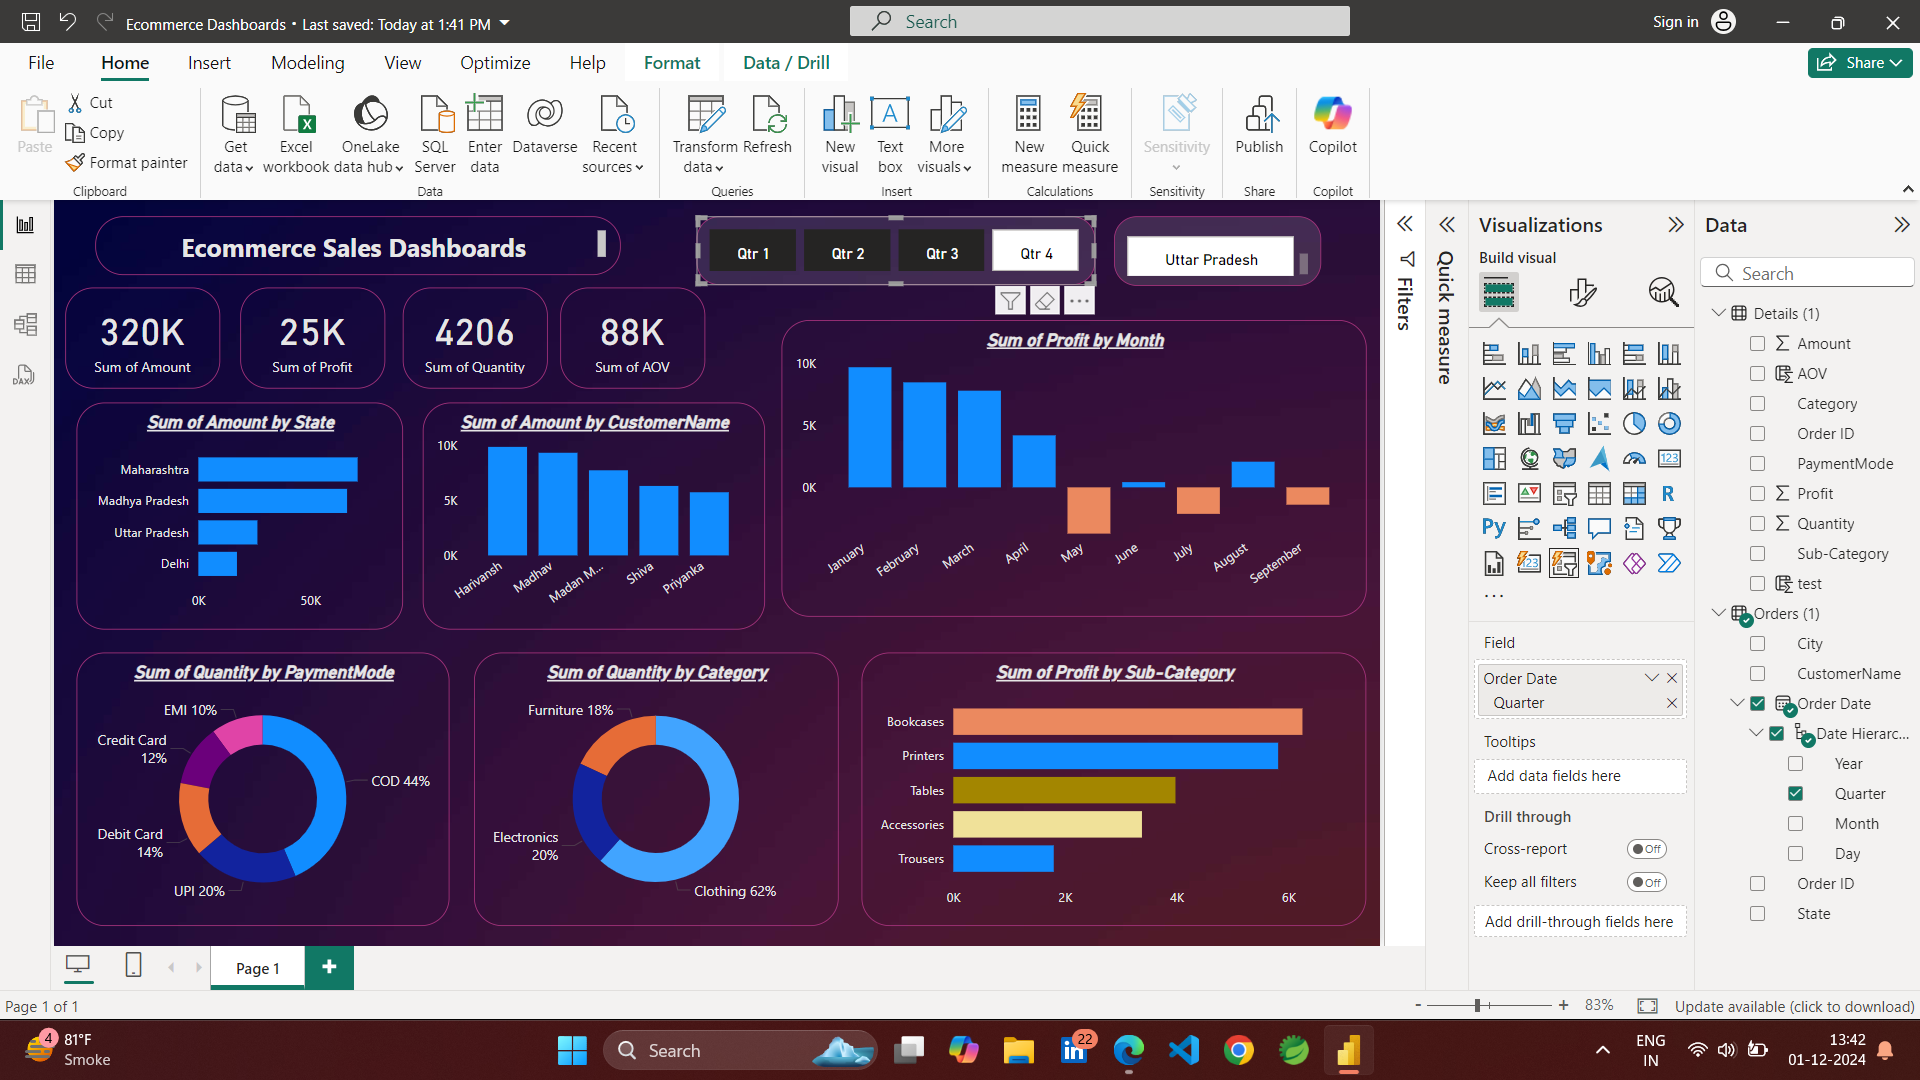 Ecommerce Dashboards • Last saved: Today at 1:41 PM
Search
Sign in
File Home Insert Modeling View Optimize Help Format Data / Drill
Share
Paste
Cut
Copy
Format painter
Clipboard
Get data
Excel workbook
OneLake data hub
SQL Server
Enter data
Dataverse
Recent sources
Data
Transform data
Refresh
Queries
New visual
Text box
More visuals
Insert
New measure
Quick measure
Calculations
Sensitivity
Sensitivity
Publish
Share
Copilot
Copilot
Ecommerce Sales Dashboards
Qtr 1 Qtr 2 Qtr 3 Qtr 4
Uttar Pradesh
320K
Sum of Amount
25K
Sum of Profit
4206
Sum of Quantity
88K
Sum of AOV
Sum of Amount by State
Maharashtra
Madhya Pradesh
Uttar Pradesh
Delhi
0K 50K
Sum of Amount by CustomerName
10K
5K
0K
Harivansh Madhav Madan M... Shiva Priyanka
Sum of Profit by Month
10K
5K
0K
January February March April May June July August September
Sum of Quantity by PaymentMode
EMI 10%
Credit Card
12%
COD 44%
Debit Card
14%
UPI 20%
Sum of Quantity by Category
Furniture 18%
Electronics
20%
Clothing 62%
Sum of Profit by Sub-Category
Bookcases
Printers
Tables
Accessories
Trousers
0K 2K 4K 6K
Filters
Quick measure
Visualizations
Build visual
123
R
Py
123
...
Field
Order Date
Quarter
Tooltips
Add data fields here
Drill through
Cross-report Off
Keep all filters Off
Add drill-through fields here
Data
Search
Details (1)
Amount
AOV
Category
Order ID
PaymentMode
Profit
Quantity
Sub-Category
test
Orders (1)
City
CustomerName
Order Date
Date Hierarc...
Year
Quarter
Month
Day
Order ID
State
Page 1
Page 1 of 1
- + 83%
Update available (click to download)
4
81°F
Smoke
Search
22
ENG
IN
13:42
01-12-2024
DAX